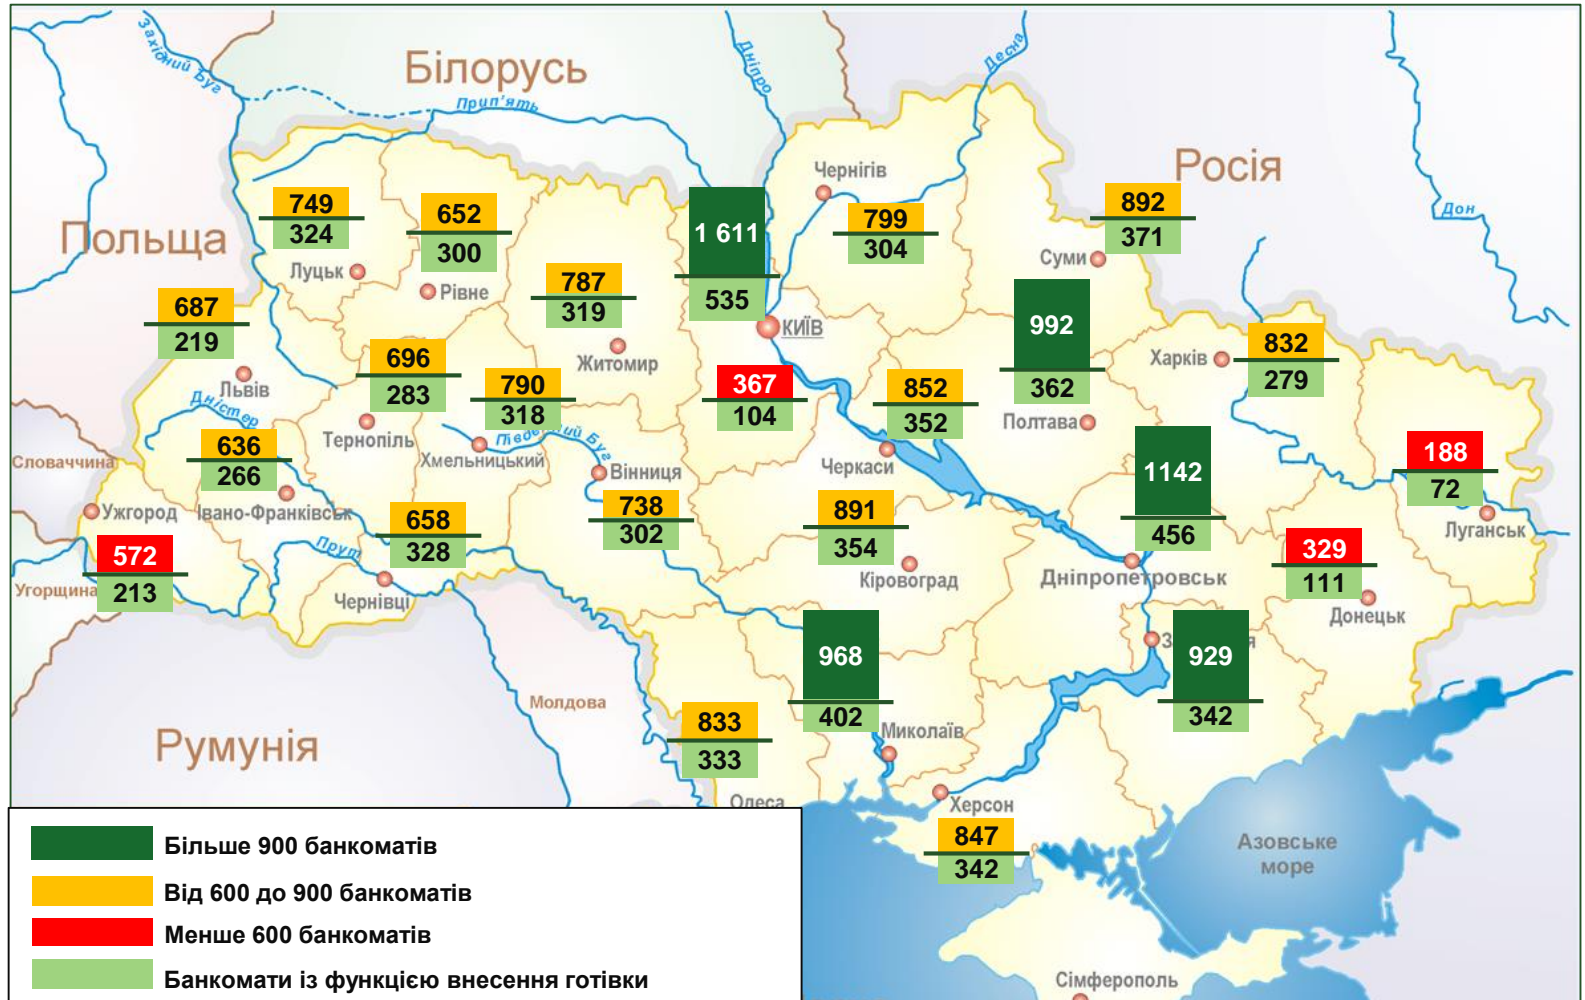 Західний Буг
Білорусь
Дніпро
Десна
Прип'ять
Росія
Дон
Польща
Чернігів
749
324
652
300
1 611
535
799
304
892
371
Суми
Луцьк
Рівне
787
319
КИЇВ
992
362
687
219
Житомир
Харків
832
279
Львів
696
283
790
318
367
104
852
352
Дністер
Тернопіль
Південний Буг
Полтава
636
266
Хмельницький
Вінниця
Черкаси
1142
456
188
72
Словаччина
Ужгород
Івано-Франківськ
658
328
738
302
891
354
Луганськ
572
213
Прут
Кіровоград
Дніпропетровськ
329
111
Угорщина
Чернівці
Донецьк
968
402
929
342
Молдова
833
333
Румунія
Миколаїв
Одеса
Херсон
847
342
Азовське
море
Сімферополь
Більше 900 банкоматів
Від 600 до 900 банкоматів
Менше 600 банкоматів
Банкомати із функцією внесення готівки